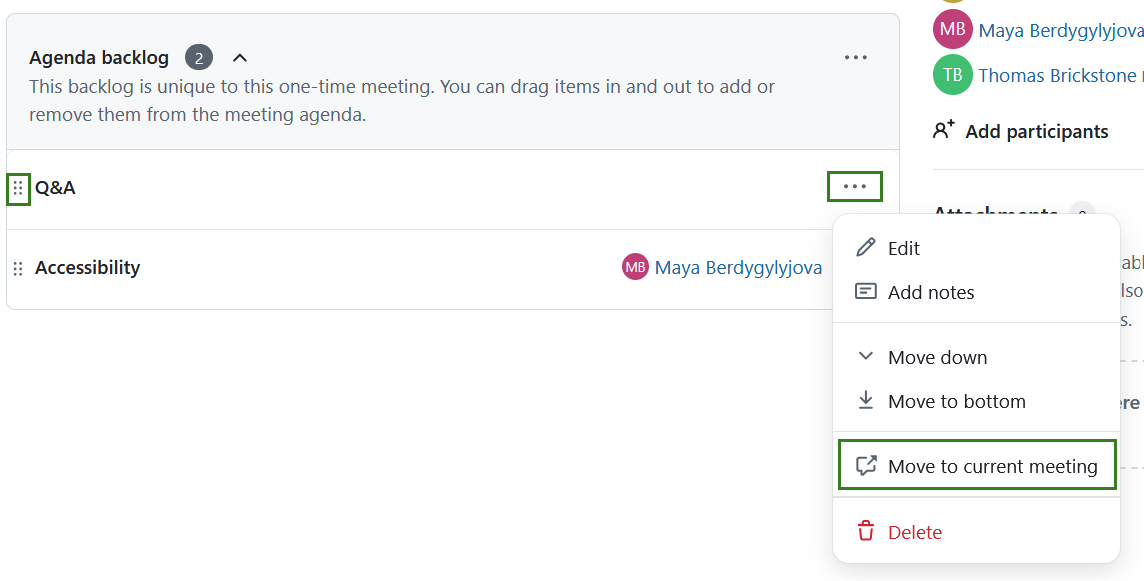 Agenda backlog 2
This backlog is unique to this one-time meeting. You can drag items in and out to add or
remove them from the meeting agenda.
Q&A
Accessibility
MB Maya Berdygylyjova
Edit
Add notes
Move down
Move to bottom
Move to current meeting
Delete
MB Maya Berdygylyjova
TB Thomas Brickstone
Add participants
Attachments